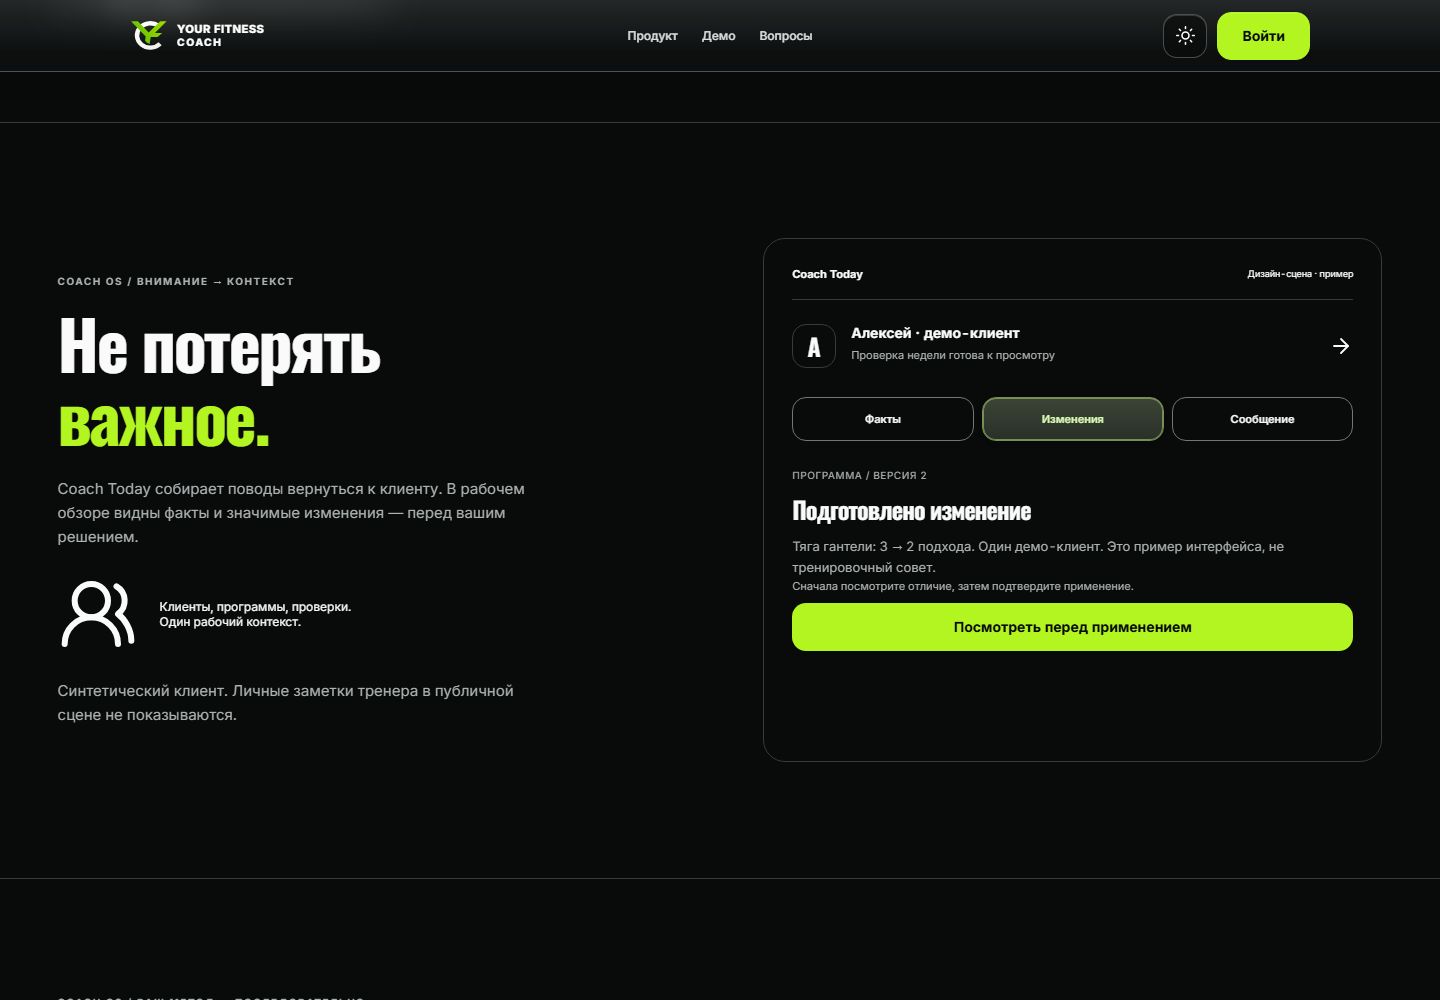 YOUR FITNESS
COACH
Продукт
Демо
Вопросы
Войти
COACH OS / ВНИМАНИЕ → КОНТЕКСТ
Не потерять
важное.
Coach Today собирает поводы вернуться к клиенту. В рабочем
обзоре видны факты и значимые изменения — перед вашим
решением.
Клиенты, программы, проверки.
Один рабочий контекст.
Синтетический клиент. Личные заметки тренера в публичной
сцене не показываются.
Coach Today
Дизайн-сцена · пример
А
Алексей · демо-клиент
Проверка недели готова к просмотру
Факты
Изменения
Сообщение
ПРОГРАММА / ВЕРСИЯ 2
Подготовлено изменение
Тяга гантели: 3 → 2 подхода. Один демо-клиент. Это пример интерфейса, не
тренировочный совет.
Сначала посмотрите отличие, затем подтвердите применение.
Посмотреть перед применением